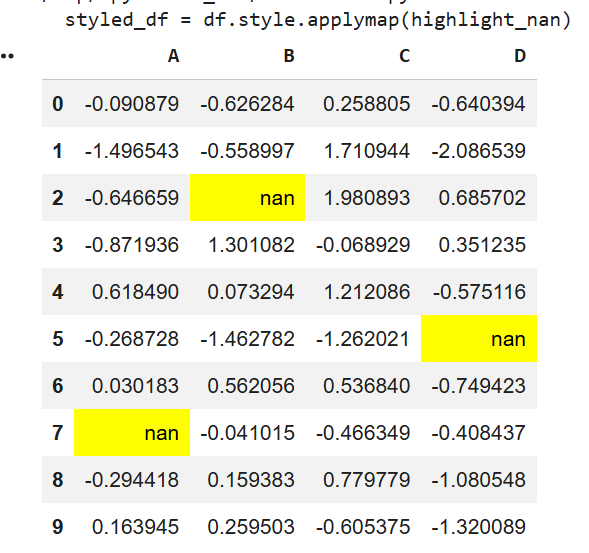 styled_df = df.style.applymap(highlight_nan)
A B C D
0 -0.090879 -0.626284 0.258805 -0.640394
1 -1.496543 -0.558997 1.710944 -2.086539
2 -0.646659 nan 1.980893 0.685702
3 -0.871936 1.301082 -0.068929 0.351235
4 0.618490 0.073294 1.212086 -0.575116
5 -0.268728 -1.462782 -1.262021 nan
6 0.030183 0.562056 0.536840 -0.749423
7 nan -0.041015 -0.466349 -0.408437
8 -0.294418 0.159383 0.779779 -1.080548
9 0.163945 0.259503 -0.605375 -1.320089